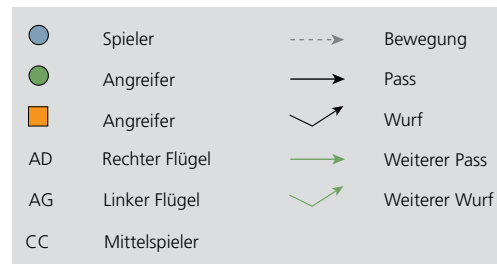 Spieler Bewegung
Angreifer Pass
Angreifer Wurf
AD Rechter Flügel Weiterer Pass
AG Linker Flügel Weiterer Wurf
CC Mittelspieler